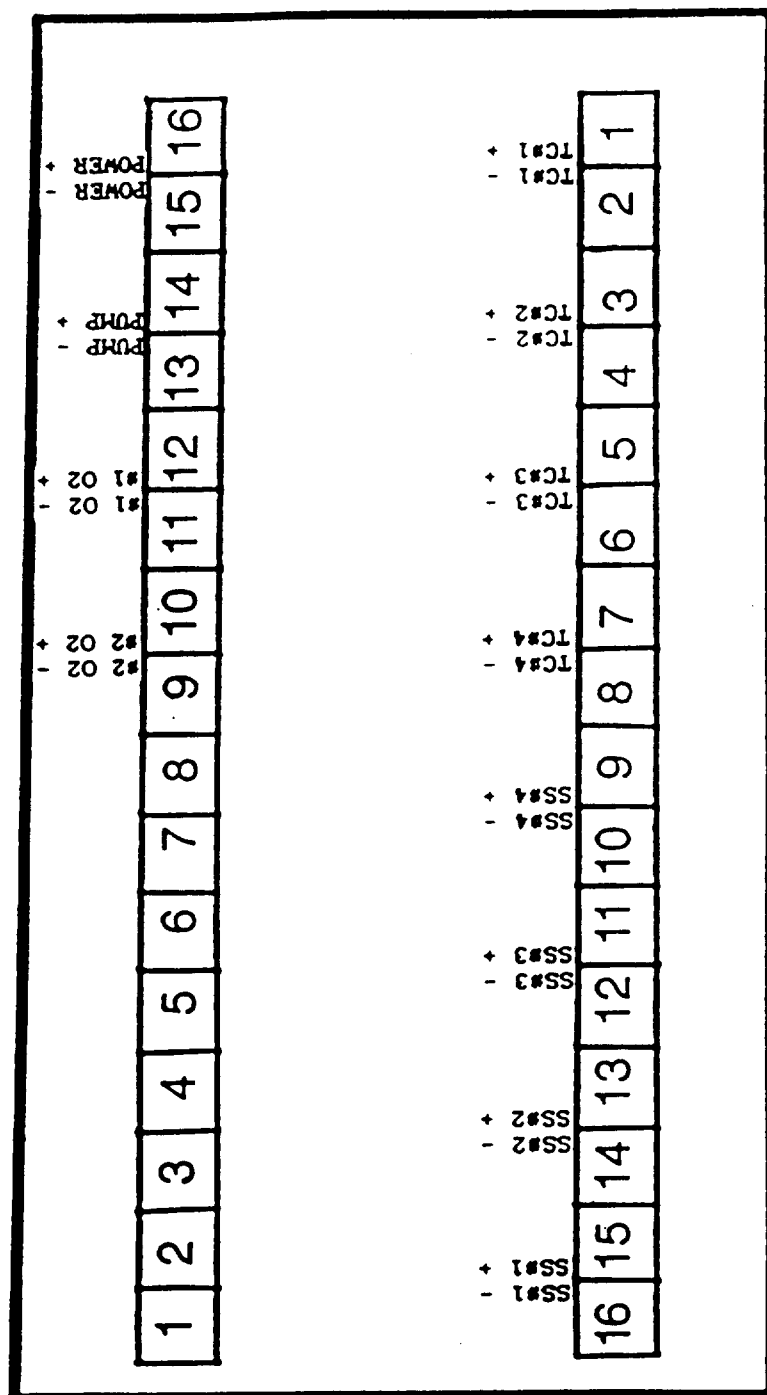 16
POWER +
POWER -
15
14
PUMP +
PUMP -
13
12
#1 O2 +
#1 O2 -
11
10
#2 O2 +
#2 O2 -
9
8
7
6
5
4
3
2
1
1
TC#1 +
TC#1 -
2
3
TC#2 +
TC#2 -
4
5
TC#3 +
TC#3 -
6
7
TC#4 +
TC#4 -
8
9
SS#4 +
SS#4 -
10
11
SS#3 +
SS#3 -
12
13
SS#2 +
SS#2 -
14
15
SS#1 +
SS#1 -
16